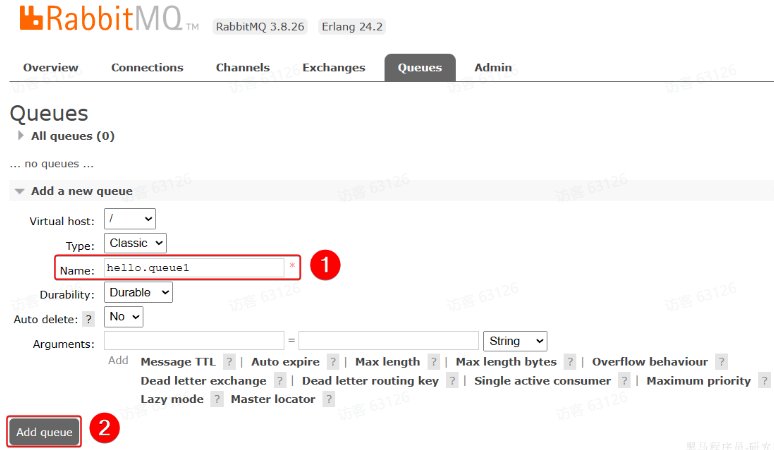 RabbitMQ TM RabbitMQ 3.8.26 Erlang 24.2
Overview Connections Channels Exchanges Queues Admin
Queues
All queues (0)
... no queues ...
Add a new queue
Virtual host: /
Type: Classic
Name: hello.queue1 * 1
Durability: Durable
Auto delete: ? No
Arguments: = String
Add Message TTL ? | Auto expire ? | Max length ? | Max length bytes ? | Overflow behaviour ?
Dead letter exchange ? | Dead letter routing key ? | Single active consumer ? | Maximum priority ?
Lazy mode ? Master locator ?
Add queue 2
访客 63126